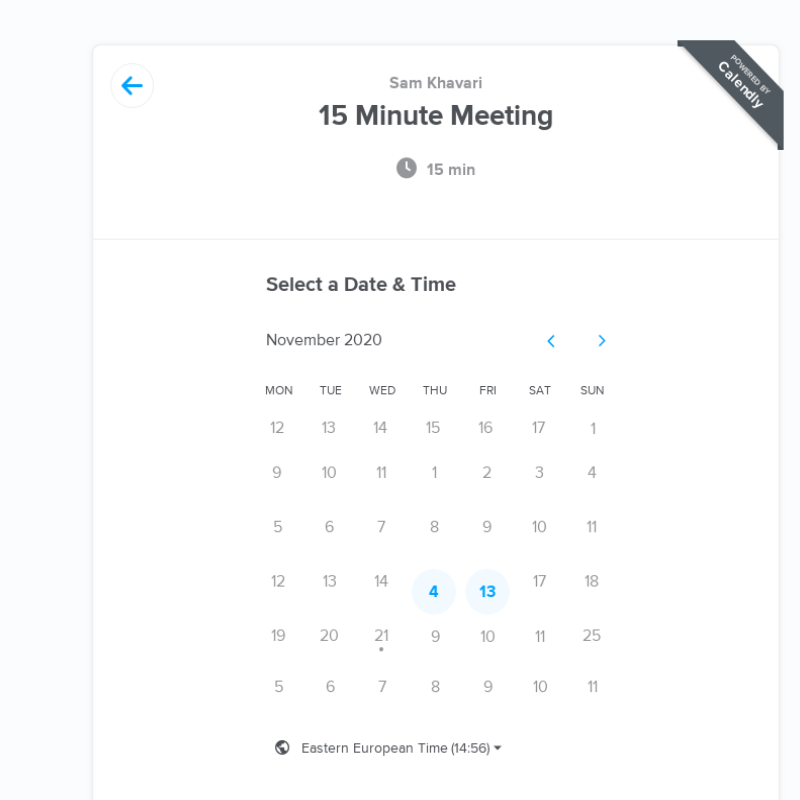 POWERED BY
Calendly
Sam Khavari
15 Minute Meeting
15 min
Select a Date & Time
November 2020
MON TUE WED THU FRI SAT SUN
12 13 14 15 16 17 1
9 10 11 1 2 3 4
5 6 7 8 9 10 11
12 13 14 4 13 17 18
19 20 21 9 10 11 25
5 6 7 8 9 10 11
Eastern European Time (14:56)